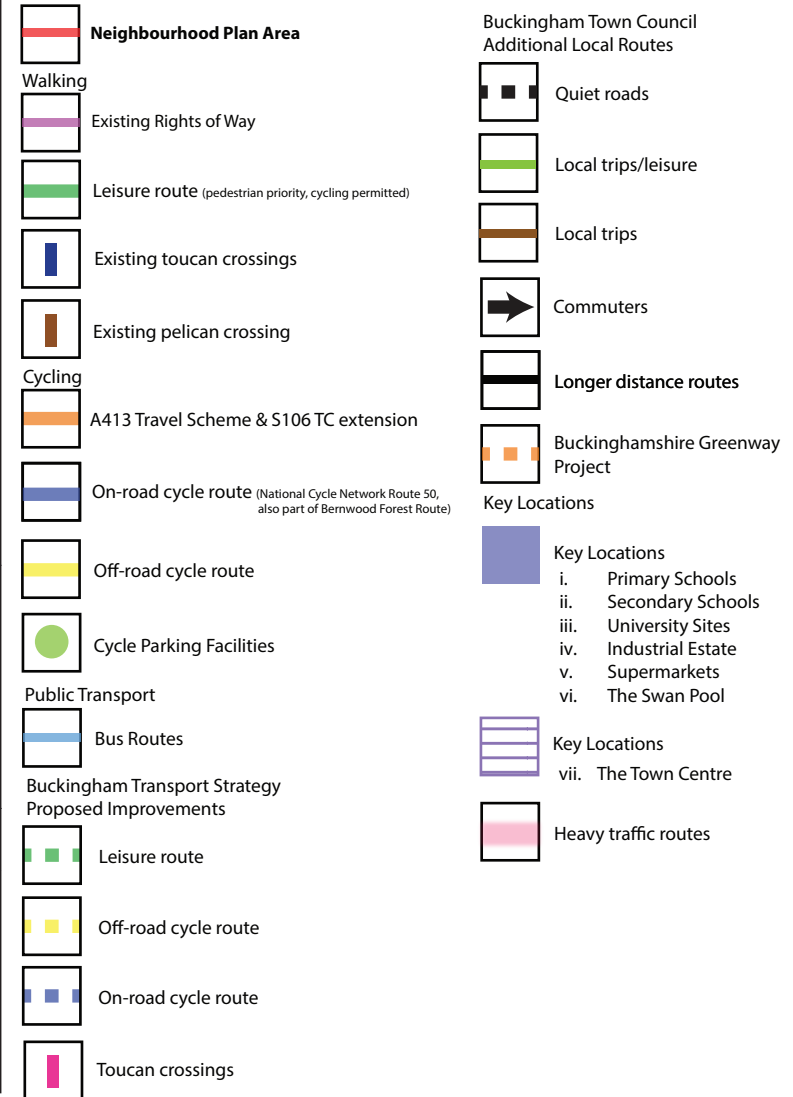 Neighbourhood Plan Area
Walking
Existing Rights of Way
Leisure route (pedestrian priority, cycling permitted)
Existing toucan crossings
Existing pelican crossing
Cycling
A413 Travel Scheme & S106 TC extension
On-road cycle route (National Cycle Network Route 50,
also part of Bernwood Forest Route)
Off-road cycle route
Cycle Parking Facilities
Public Transport
Bus Routes
Buckingham Transport Strategy
Proposed Improvements
Leisure route
Off-road cycle route
On-road cycle route
Toucan crossings
Buckingham Town Council
Additional Local Routes
Quiet roads
Local trips/leisure
Local trips
Commuters
Longer distance routes
Buckinghamshire Greenway
Project
Key Locations
Key Locations
i. Primary Schools
ii. Secondary Schools
iii. University Sites
iv. Industrial Estate
v. Supermarkets
vi. The Swan Pool
Key Locations
vii. The Town Centre
Heavy traffic routes